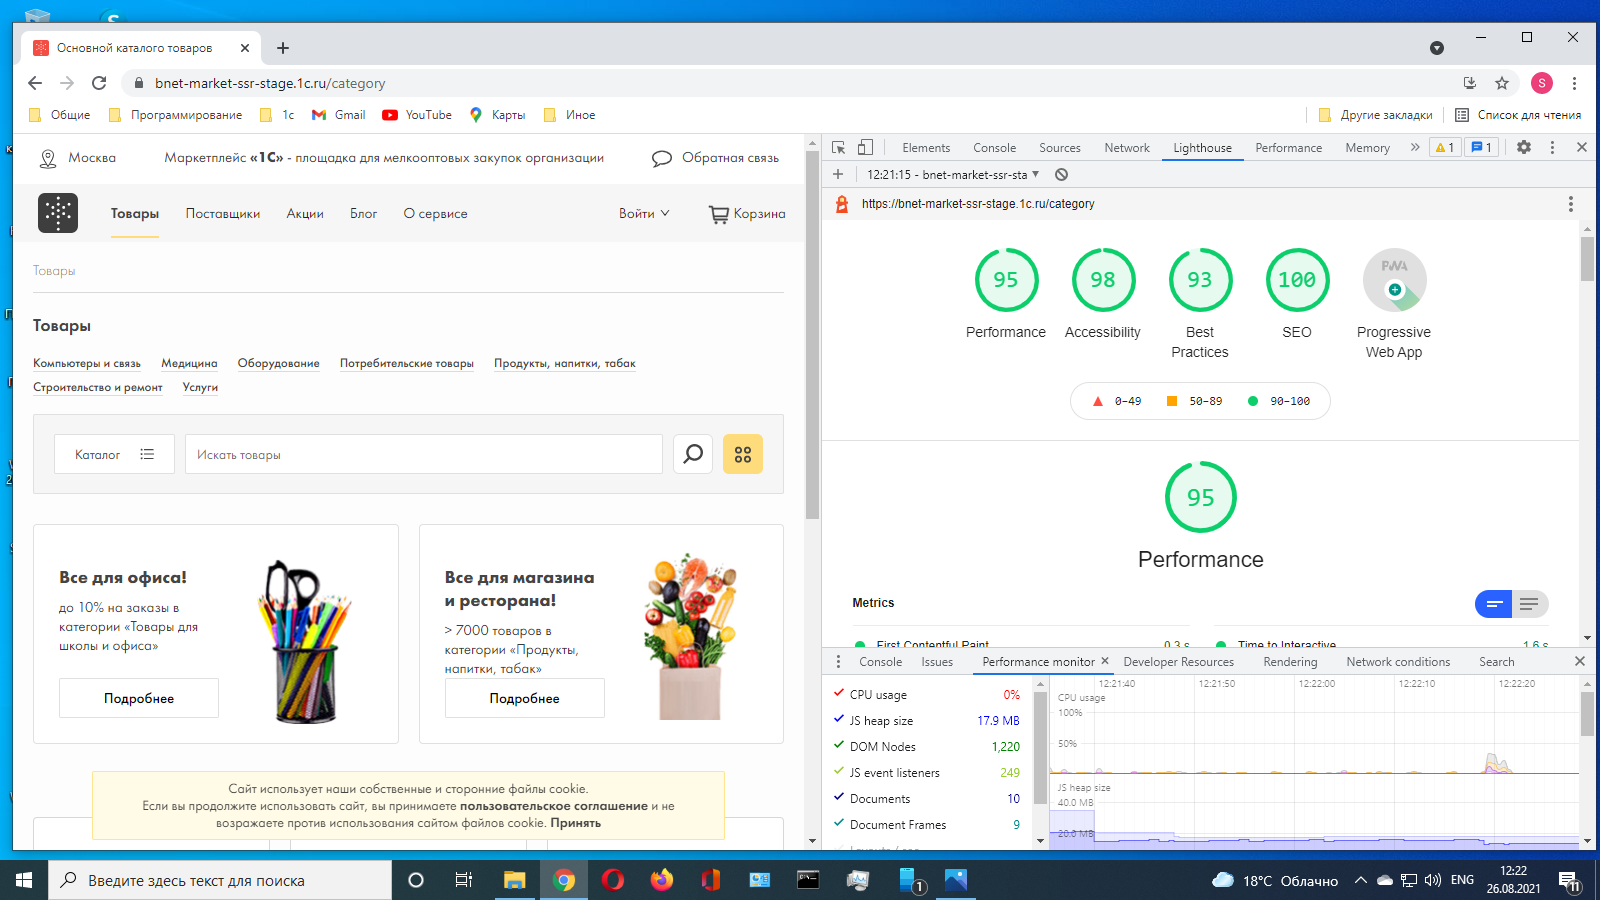 Основной каталого товаров
bnet-market-ssr-stage.1c.ru/category
S
Общие
Программирование
1с
Gmail
YouTube
Карты
Иное
Другие закладки
Список для чтения
Москва
Маркетплейс «1С» - площадка для мелкооптовых закупок организации
Обратная связь
Товары
Поставщики
Акции
Блог
О сервисе
Войти
Корзина
Товары
Товары
Компьютеры и связь
Медицина
Оборудование
Потребительские товары
Продукты, напитки, табак
Строительство и ремонт
Услуги
Каталог
Искать товары
Все для офиса!
до 10% на заказы в
категории «Товары для
школы и офиса»
Подробнее
Все для магазина
и ресторана!
> 7000 товаров в
категории «Продукты,
напитки, табак»
Подробнее
Сайт использует наши собственные и сторонние файлы cookie.
Если вы продолжите использовать сайт, вы принимаете пользовательское соглашение и не
возражаете против использования сайтом файлов cookie. Принять
Elements
Console
Sources
Network
Lighthouse
Performance
Memory
1
1
12:21:15 - bnet-market-ssr-sta
https://bnet-market-ssr-stage.1c.ru/category
95
98
93
100
PWA
Performance
Accessibility
Best
Practices
SEO
Progressive
Web App
0–49
50–89
90–100
95
Performance
Metrics
First Contentful Paint
0.3 s
Time to Interactive
1.6 s
Console
Issues
Performance monitor
Developer Resources
Rendering
Network conditions
Search
CPU usage
0%
JS heap size
17.9 MB
DOM Nodes
1,220
JS event listeners
249
Documents
10
Document Frames
9
Layouts / sec
12:21:40
12:21:50
12:22:00
12:22:10
12:22:20
CPU usage
100%
50%
JS heap size
40.0 MB
20.0 MB
Введите здесь текст для поиска
1
18°C Облачно
ENG
12:22
26.08.2021
11